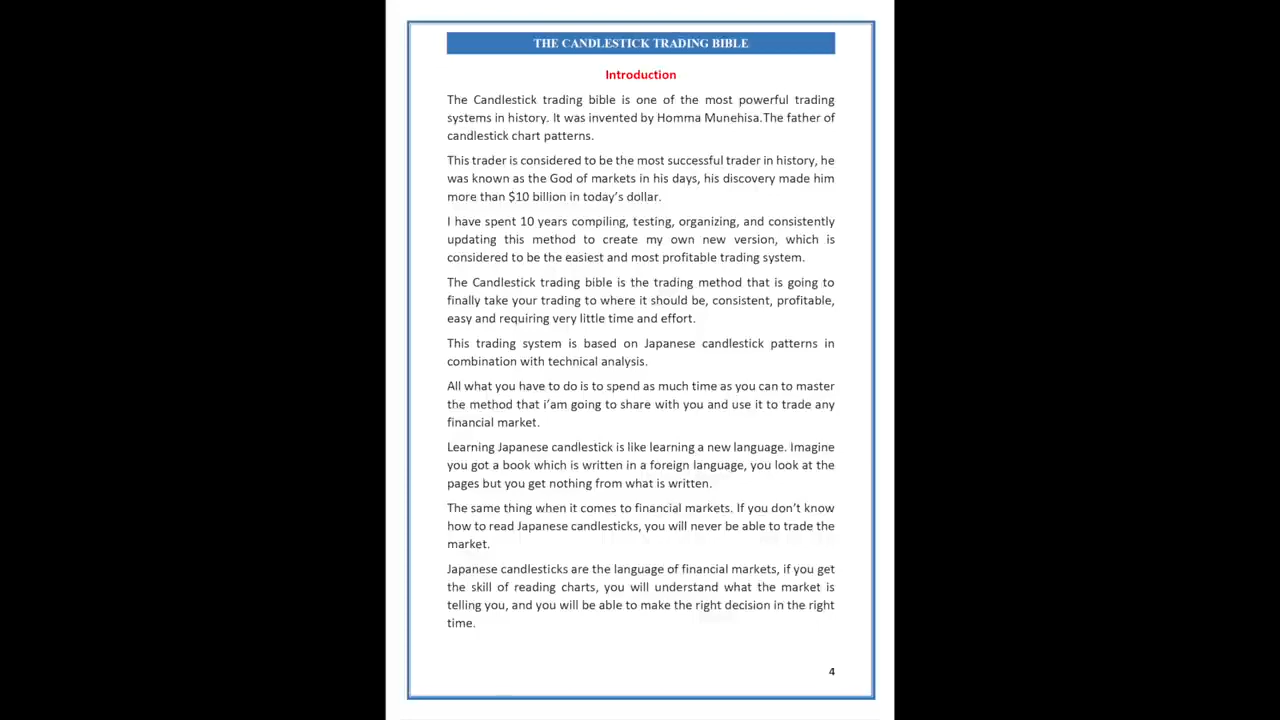 THE CANDLESTICK TRADING BIBLE
Introduction
The Candlestick trading bible is one of the most powerful trading
systems in history. It was invented by Homma Munehisa.The father of
candlestick chart patterns.
This trader is considered to be the most successful trader in history, he
was known as the God of markets in his days, his discovery made him
more than $10 billion in today's dollar.
I have spent 10 years compiling, testing, organizing, and consistently
updating this method to create my own new version, which is
considered to be the easiest and most profitable trading system.
The Candlestick trading bible is the trading method that is going to
finally take your trading to where it should be, consistent, profitable,
easy and requiring very little time and effort.
This trading system is based on Japanese candlestick patterns in
combination with technical analysis.
All what you have to do is to spend as much time as you can to master
the method that i'am going to share with you and use it to trade any
financial market.
Learning Japanese candlestick is like learning a new language. Imagine
you got a book which is written in a foreign language, you look at the
pages but you get nothing from what is written.
The same thing when it comes to financial markets. If you don't know
how to read Japanese candlesticks, you will never be able to trade the
market.
Japanese candlesticks are the language of financial markets, if you get
the skill of reading charts, you will understand what the market is
telling you, and you will be able to make the right decision in the right
time.
4